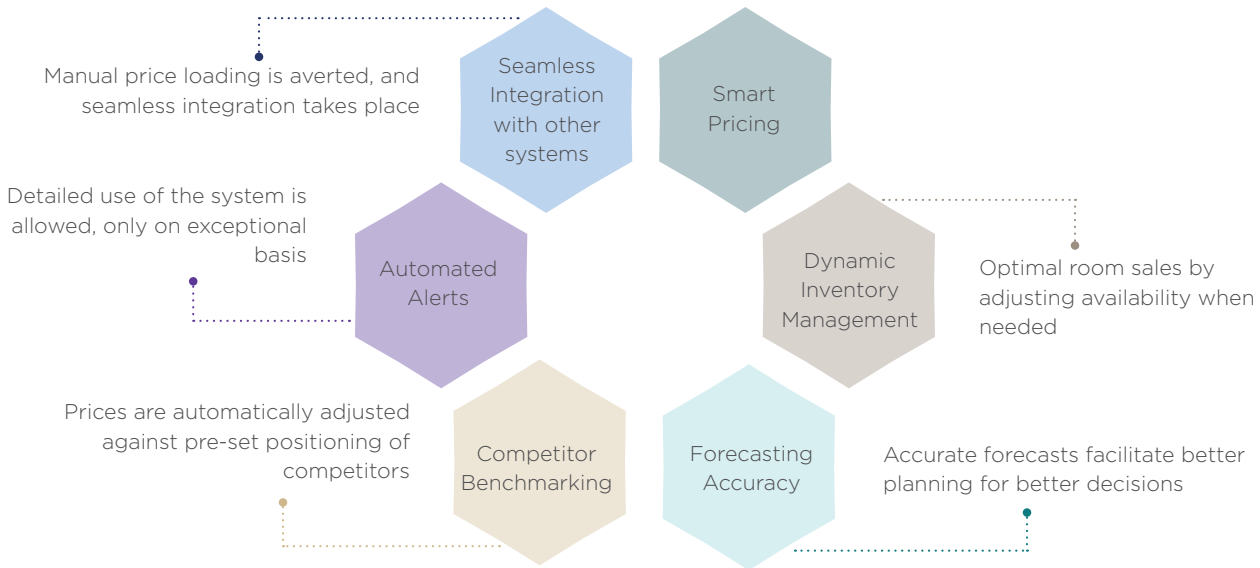 Manual price loading is averted, and
seamless integration takes place
Seamless
Integration
with other
systems
Smart
Pricing
Detailed use of the system is
allowed, only on exceptional
basis
Automated
Alerts
Dynamic
Inventory
Management
Optimal room sales by
adjusting availability when
needed
Prices are automatically adjusted
against pre-set positioning of
competitors
Competitor
Benchmarking
Forecasting
Accuracy
Accurate forecasts facilitate better
planning for better decisions